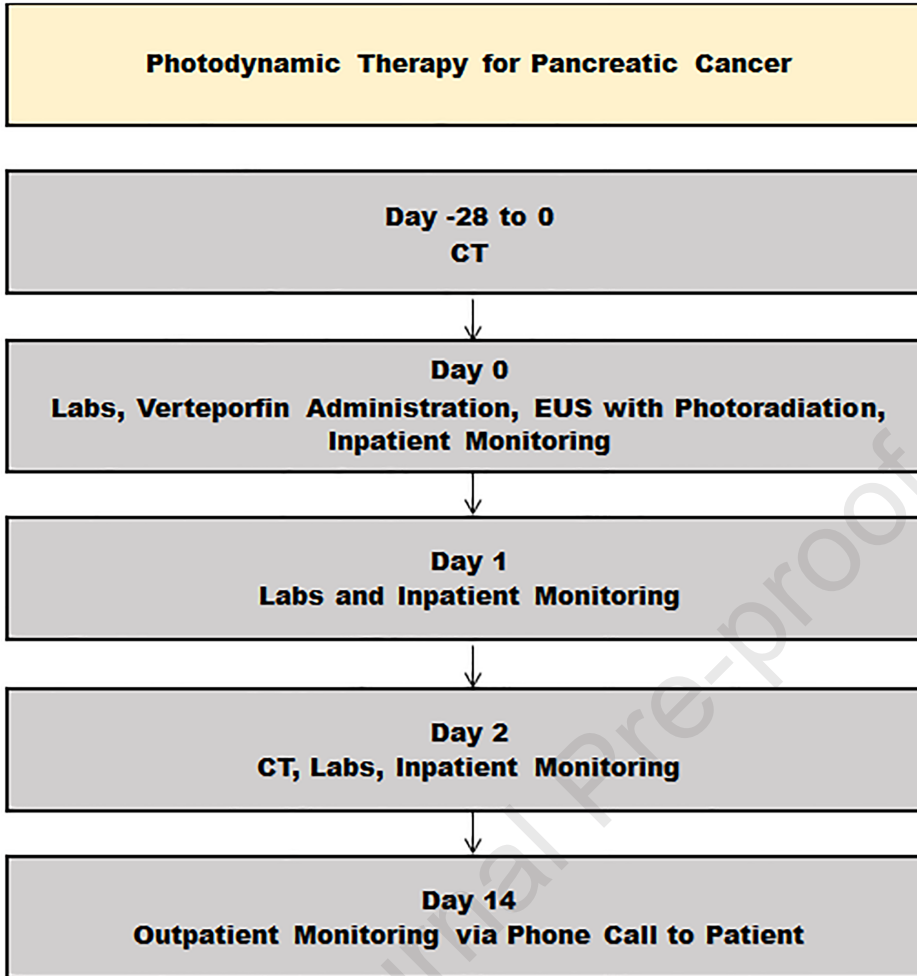 Photodynamic Therapy for Pancreatic Cancer
Day -28 to 0
CT
Day 0
Labs, Verteporfin Administration, EUS with Photoradiation,
Inpatient Monitoring
Day 1
Labs and Inpatient Monitoring
Day 2
CT, Labs, Inpatient Monitoring
Day 14
Outpatient Monitoring via Phone Call to Patient
Pre-proof